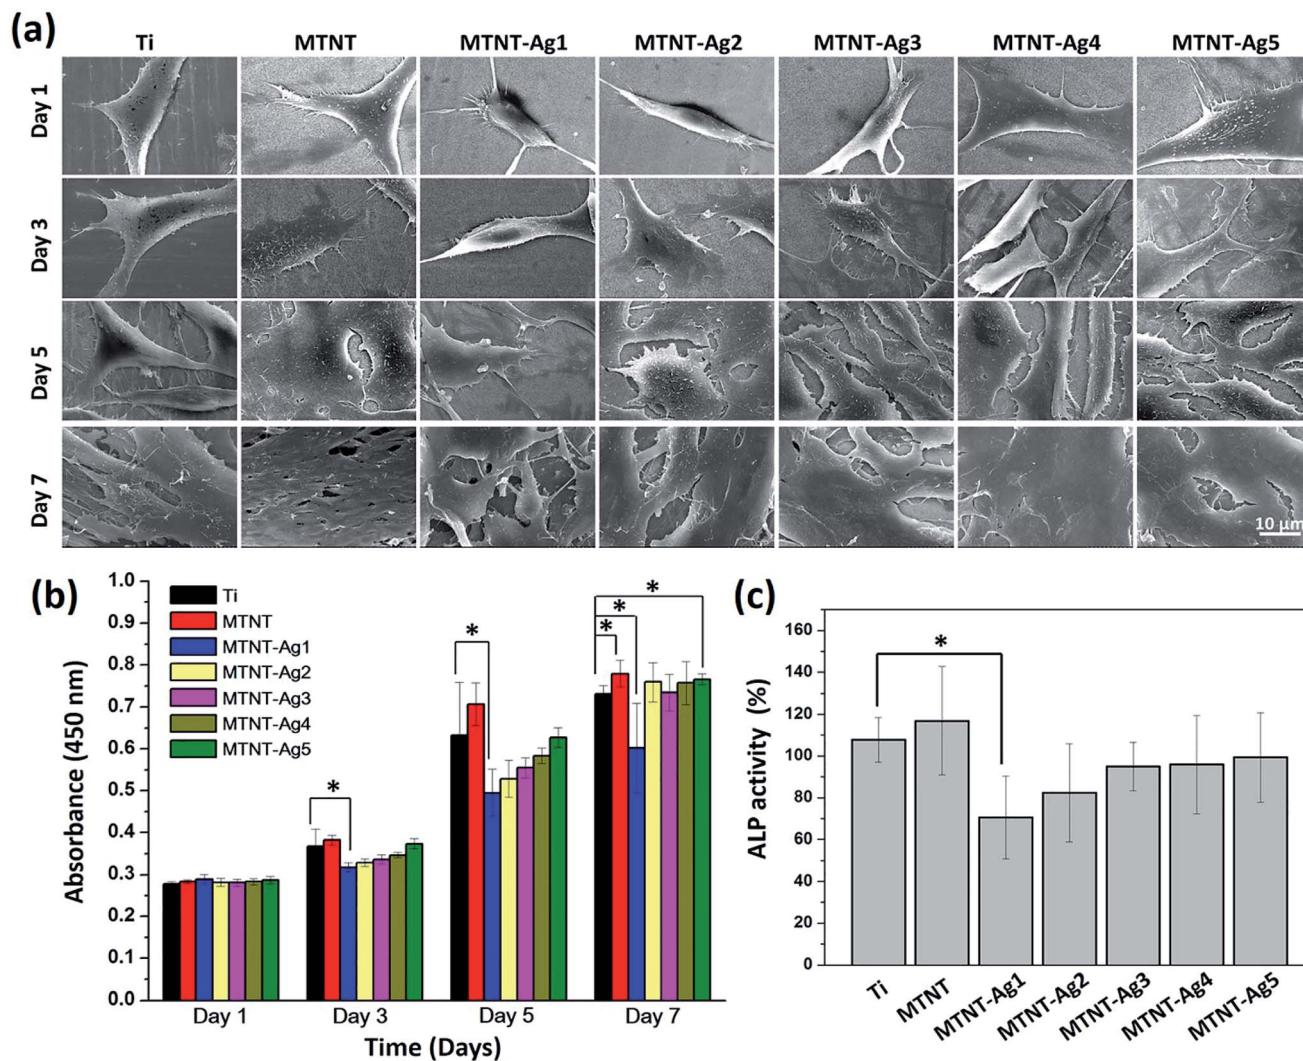 (a)
Ti MTNT MTNT-Ag1 MTNT-Ag2 MTNT-Ag3 MTNT-Ag4 MTNT-Ag5
Day 1
Day 3
Day 5
Day 7
10 µm
(b)
Absorbance (450 nm)
1.0
0.9
0.8
0.7
0.6
0.5
0.4
0.3
0.2
0.1
0.0
Ti
MTNT
MTNT-Ag1
MTNT-Ag2
MTNT-Ag3
MTNT-Ag4
MTNT-Ag5
*
*
*
*
*
Day 1 Day 3 Day 5 Day 7
Time (Days)
(c)
ALP activity (%)
160
140
120
100
80
60
40
20
0
*
Ti MTNT MTNT-Ag1 MTNT-Ag2 MTNT-Ag3 MTNT-Ag4 MTNT-Ag5